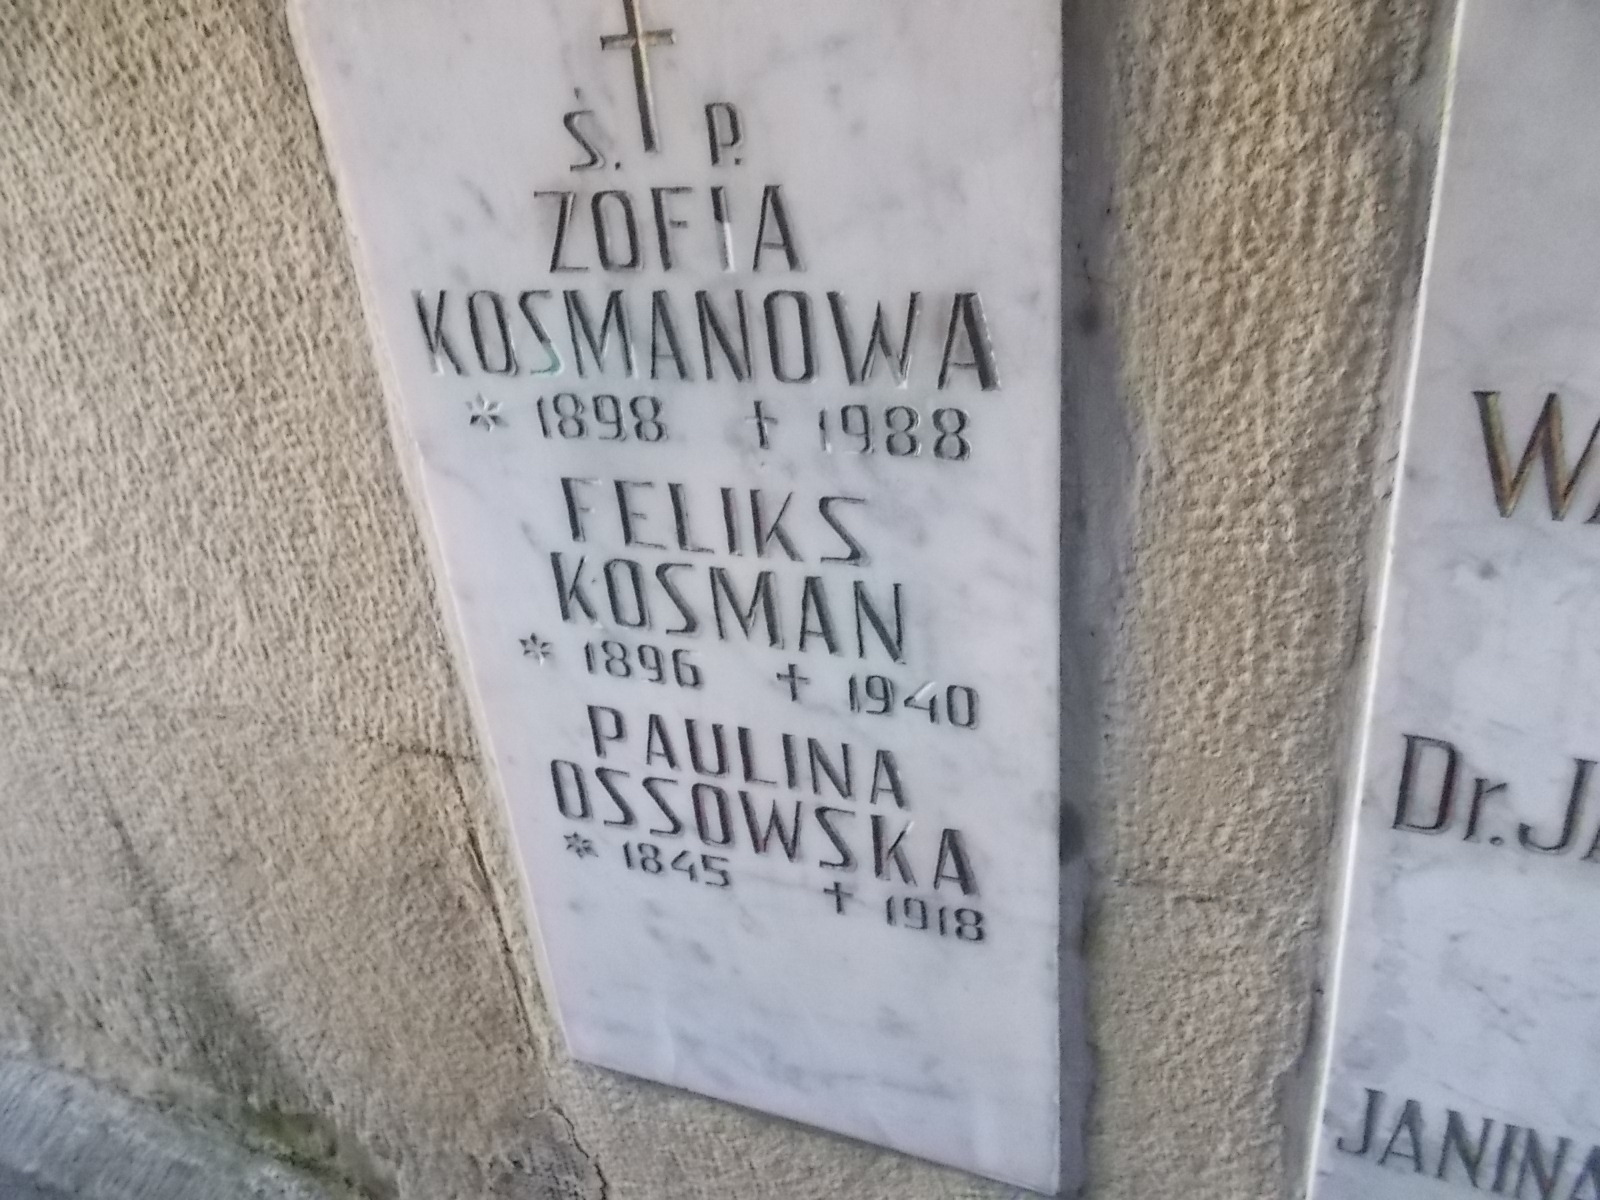 Ś. P.
ZOFIA
KOSMANOWA
* 1898 † 1988
FELIKS
KOSMAN
* 1896 † 1940
PAULINA
OSSOWSKA
* 1845 † 1918
Dr.
JANINA